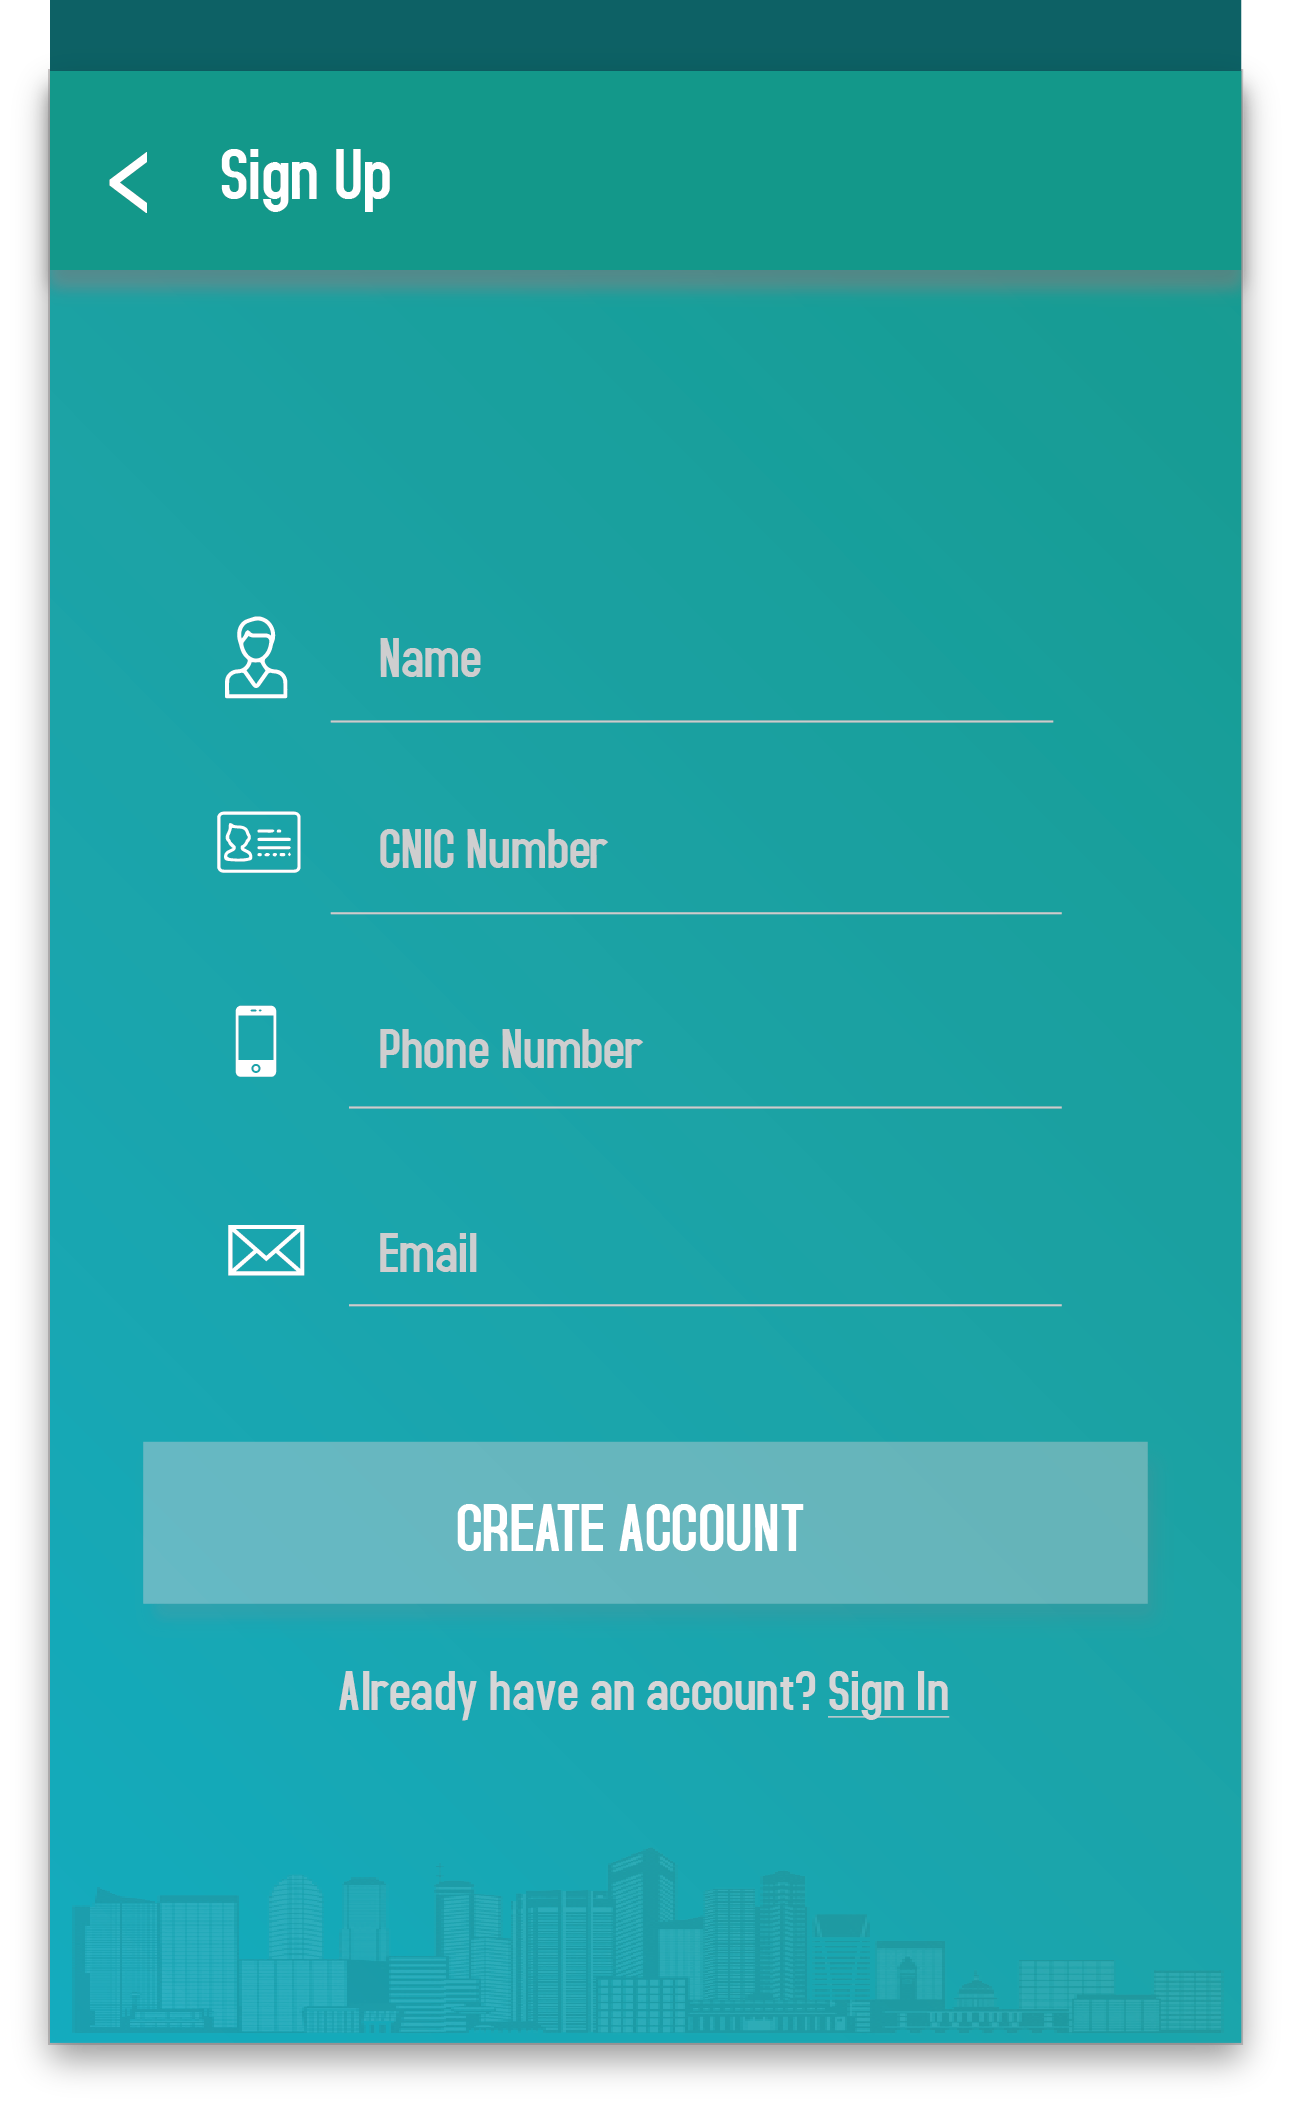 Sign Up
Name
CNIC Number
Phone Number
Email
CREATE ACCOUNT
Already have an account? Sign In